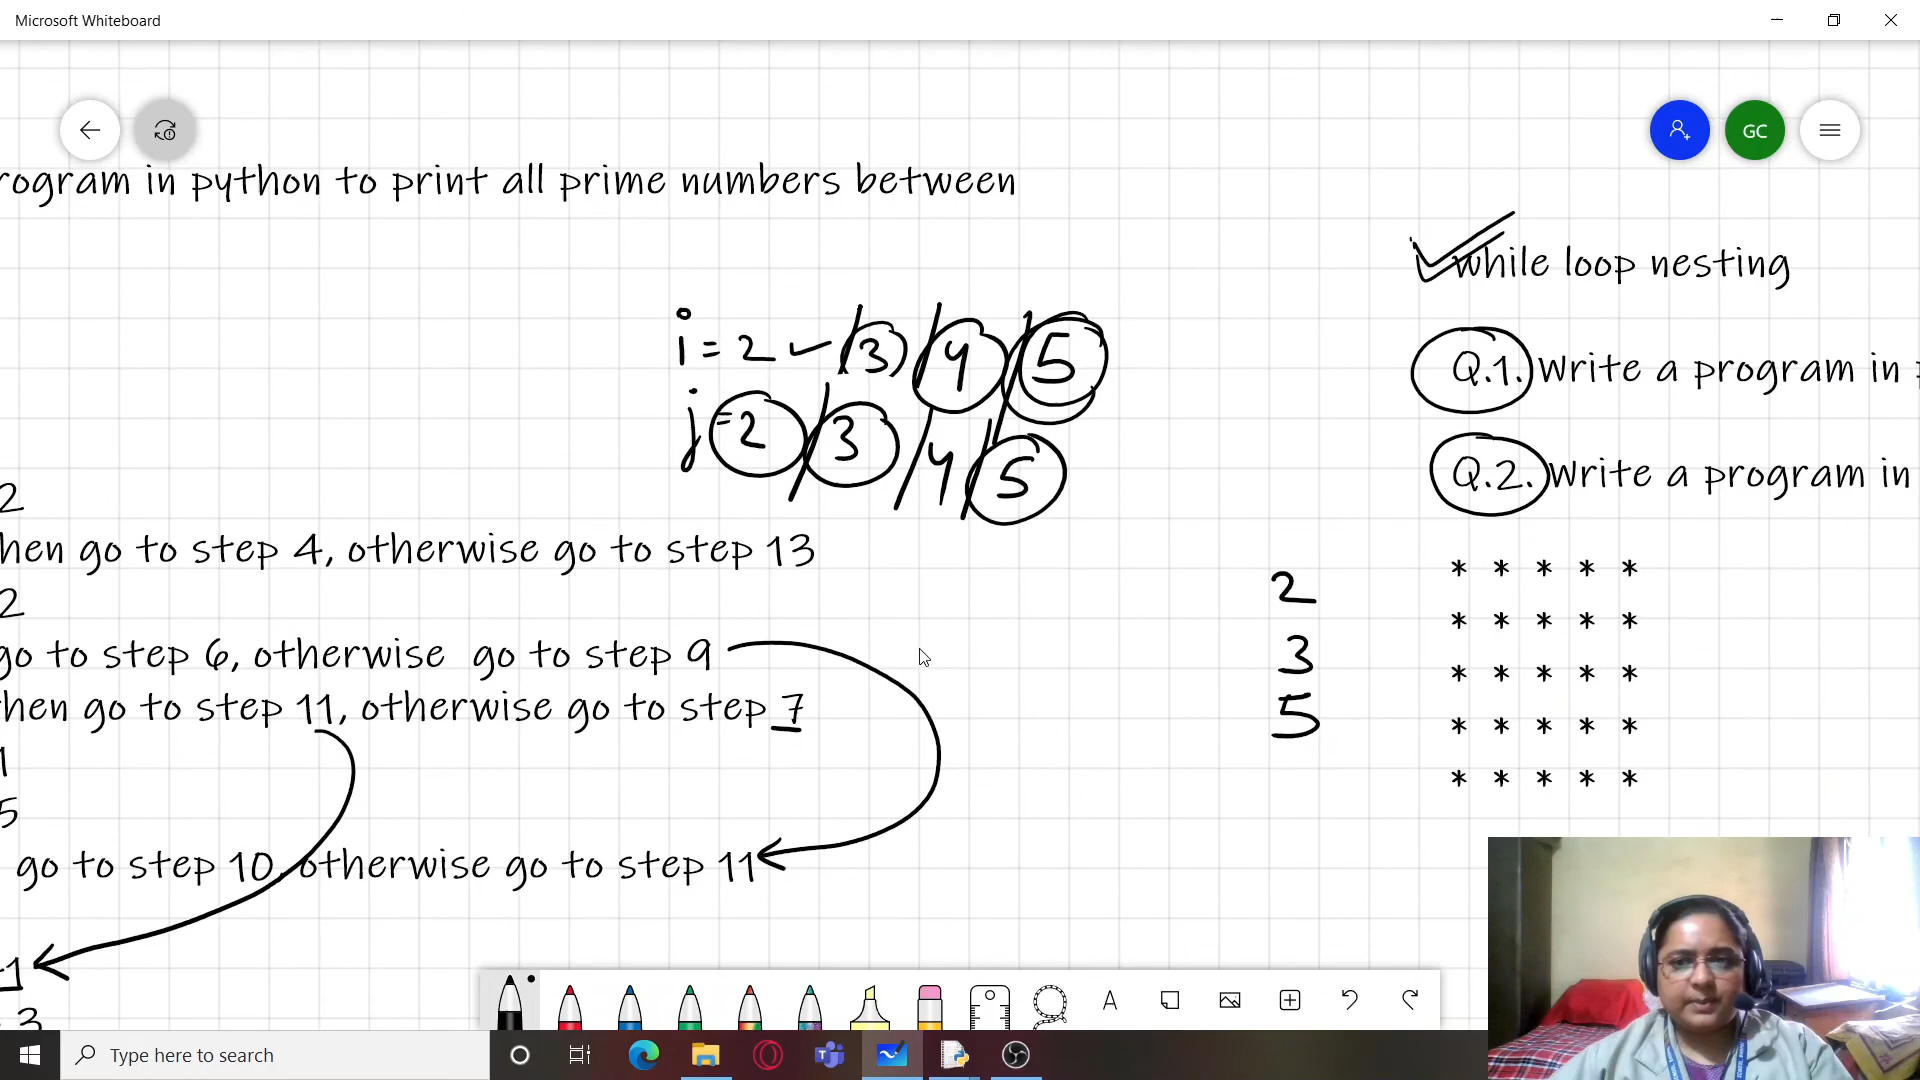 Microsoft Whiteboard
GC
rogram in python to print all prime numbers between
i = 2 ✓ 3 4 5
j = 2 3 4 5
2
hen go to step 4, otherwise go to step 13
2
go to step 6, otherwise go to step 9
hen go to step 11, otherwise go to step 7
1
5
go to step 10, otherwise go to step 11
+1
3
2
3
5
while loop nesting
Q.1. Write a program in p
Q.2. Write a program in
* * * * *
* * * * *
* * * * *
* * * * *
* * * * *
Type here to search